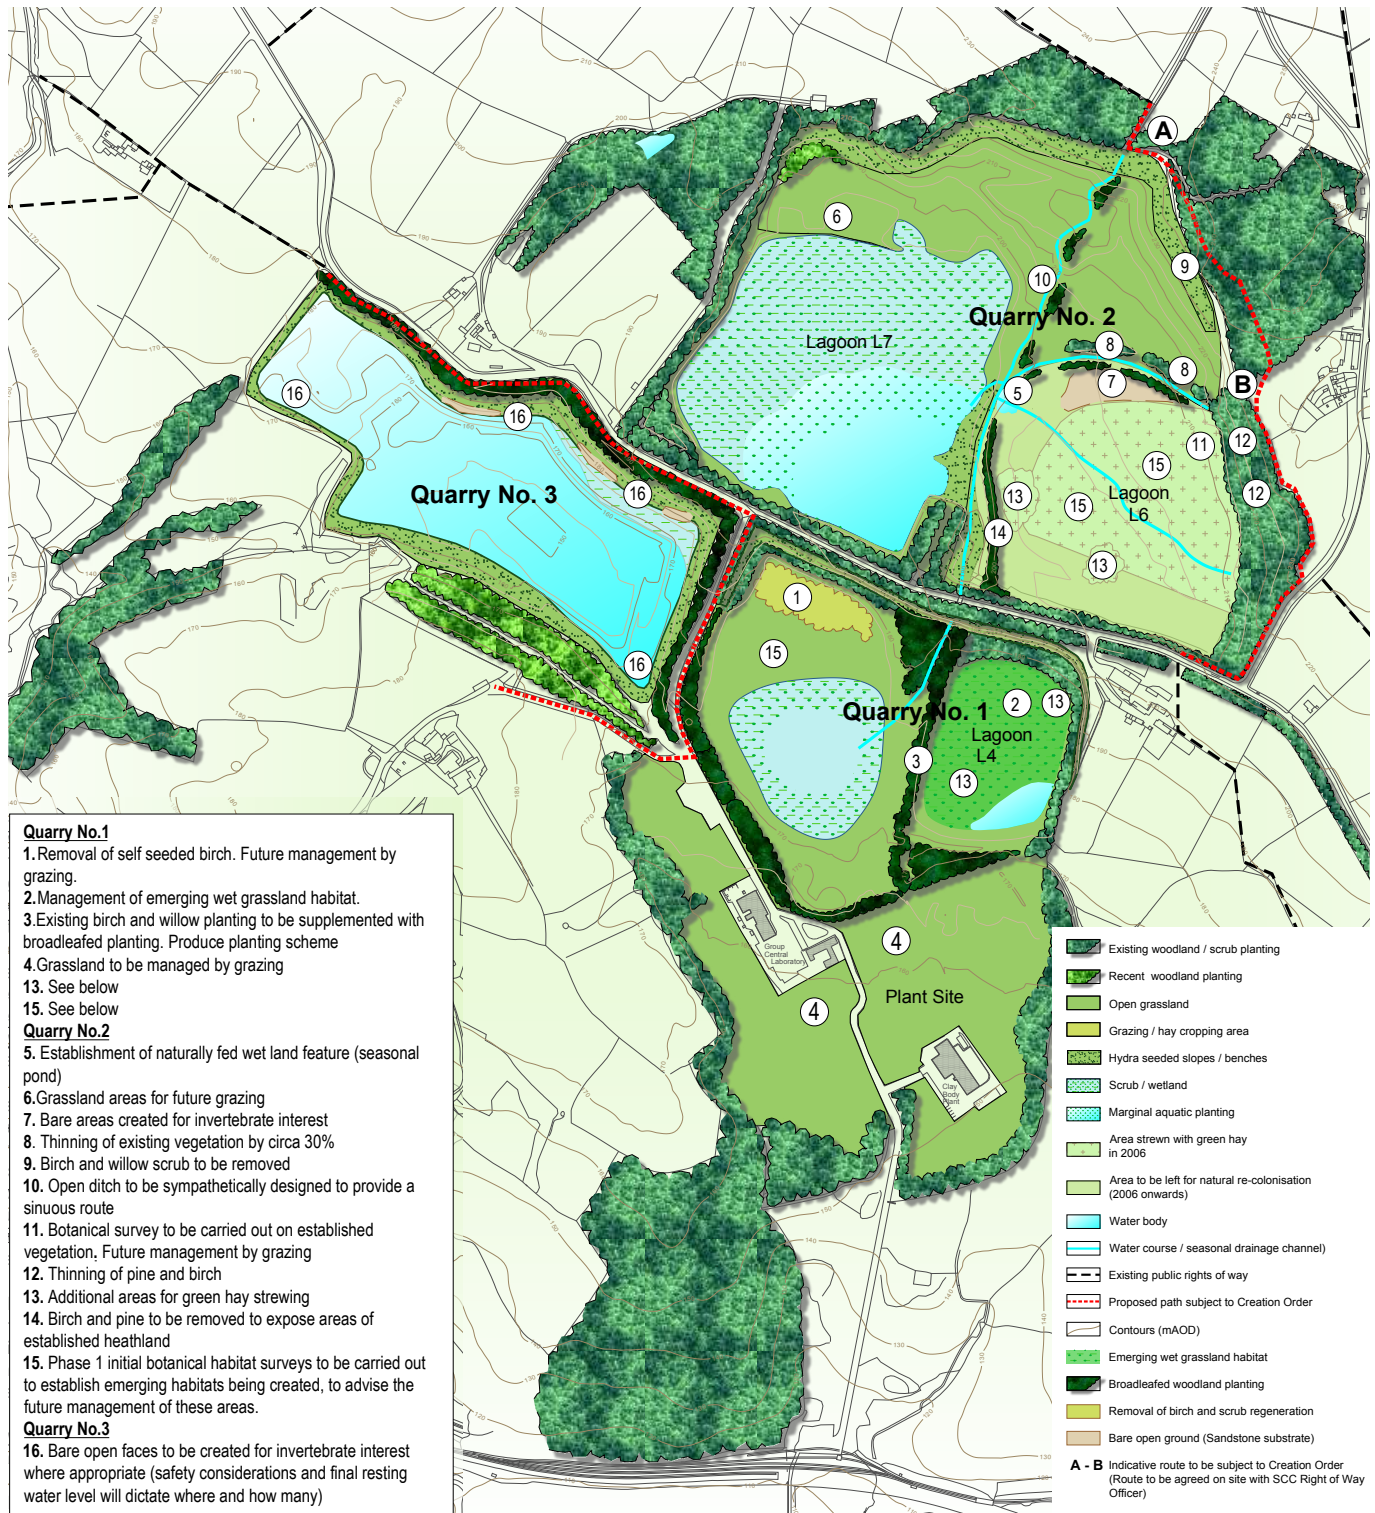 A
6
9
10
Quarry No. 2
Lagoon L7
8
8
7
B
5
16
16
11
12
15
12
Quarry No. 3
16
13
15
Lagoon
L6
14
13
1
15
16
2
13
Quarry No. 1
Lagoon
L4
3
13
4
Group
Central
Laboratory
Plant Site
4
Clay
Body
Plant
Quarry No.1
1.Removal of self seeded birch. Future management by
grazing.
2.Management of emerging wet grassland habitat.
3.Existing birch and willow planting to be supplemented with
broadleafed planting. Produce planting scheme
4.Grassland to be managed by grazing
13. See below
15. See below
Quarry No.2
5. Establishment of naturally fed wet land feature (seasonal
pond)
6.Grassland areas for future grazing
7. Bare areas created for invertebrate interest
8. Thinning of existing vegetation by circa 30%
9. Birch and willow scrub to be removed
10. Open ditch to be sympathetically designed to provide a
sinuous route
11. Botanical survey to be carried out on established
vegetation. Future management by grazing
12. Thinning of pine and birch
13. Additional areas for green hay strewing
14. Birch and pine to be removed to expose areas of
established heathland
15. Phase 1 initial botanical habitat surveys to be carried out
to establish emerging habitats being created, to advise the
future management of these areas.
Quarry No.3
16. Bare open faces to be created for invertebrate interest
where appropriate (safety considerations and final resting
water level will dictate where and how many)
Existing woodland / scrub planting
Recent woodland planting
Open grassland
Grazing / hay cropping area
Hydra seeded slopes / benches
Scrub / wetland
Marginal aquatic planting
Area strewn with green hay
in 2006
Area to be left for natural re-colonisation
(2006 onwards)
Water body
Water course / seasonal drainage channel)
Existing public rights of way
Proposed path subject to Creation Order
Contours (mAOD)
Emerging wet grassland habitat
Broadleafed woodland planting
Removal of birch and scrub regeneration
Bare open ground (Sandstone substrate)
A - B Indicative route to be subject to Creation Order
(Route to be agreed on site with SCC Right of Way
Officer)